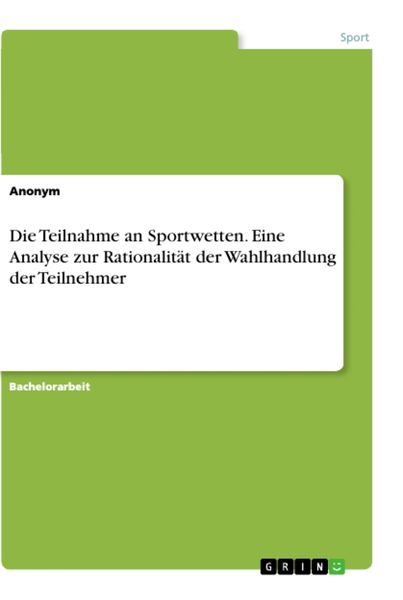 Sport
Anonym
Die Teilnahme an Sportwetten. Eine
Analyse zur Rationalität der Wahlhandlung
der Teilnehmer
Bachelorarbeit
GRIN